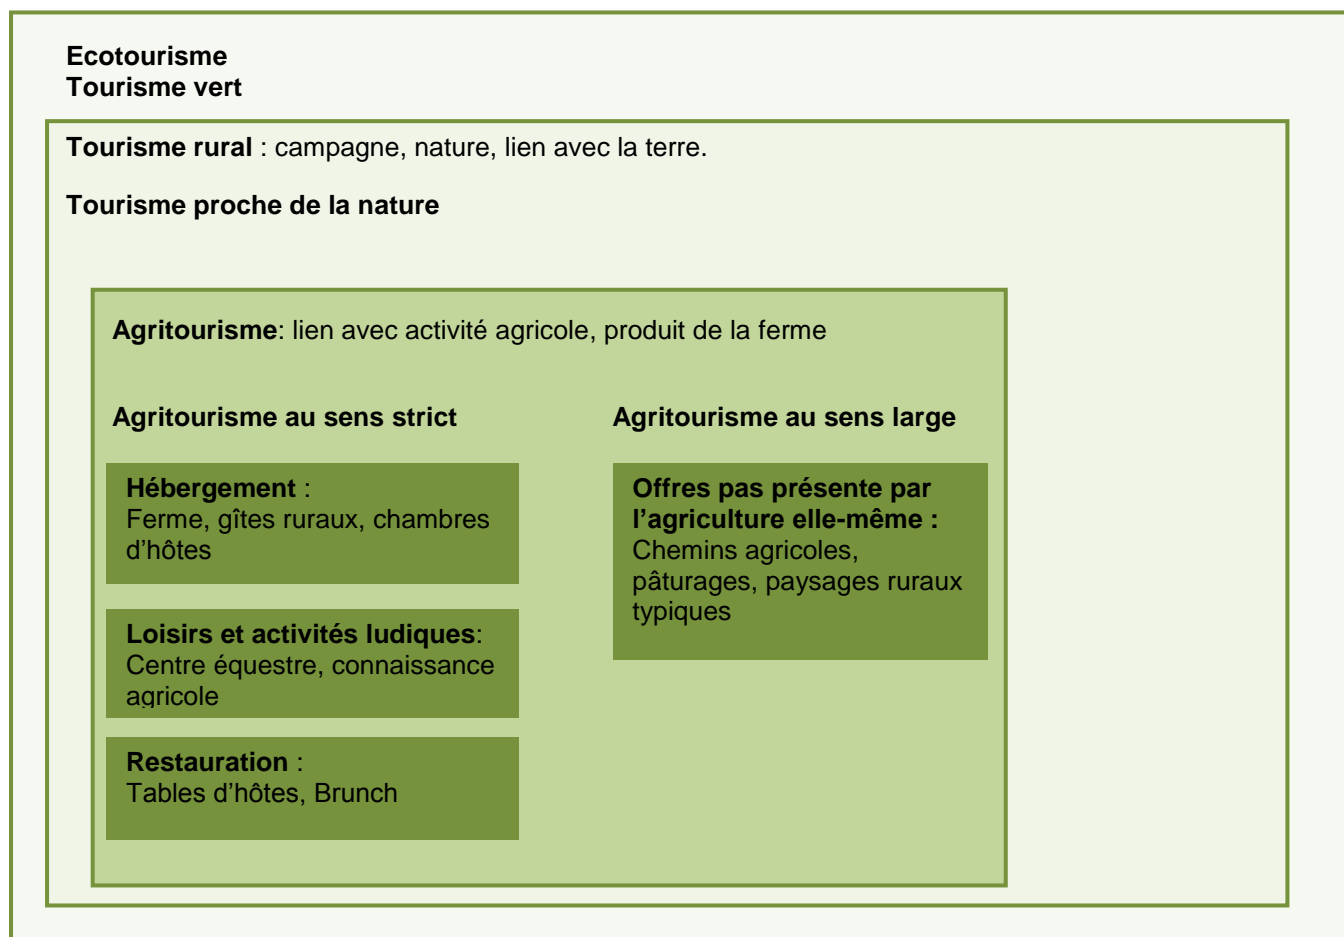 Ecotourisme
Tourisme vert
Tourisme rural : campagne, nature, lien avec la terre.
Tourisme proche de la nature
Agritourisme: lien avec activité agricole, produit de la ferme
Agritourisme au sens strict
Hébergement :
Ferme, gîtes ruraux, chambres
d’hôtes
Loisirs et activités ludiques:
Centre équestre, connaissance
agricole
Restauration :
Tables d’hôtes, Brunch
Agritourisme au sens large
Offres pas présente par
l’agriculture elle-même :
Chemins agricoles,
pâturages, paysages ruraux
typiques